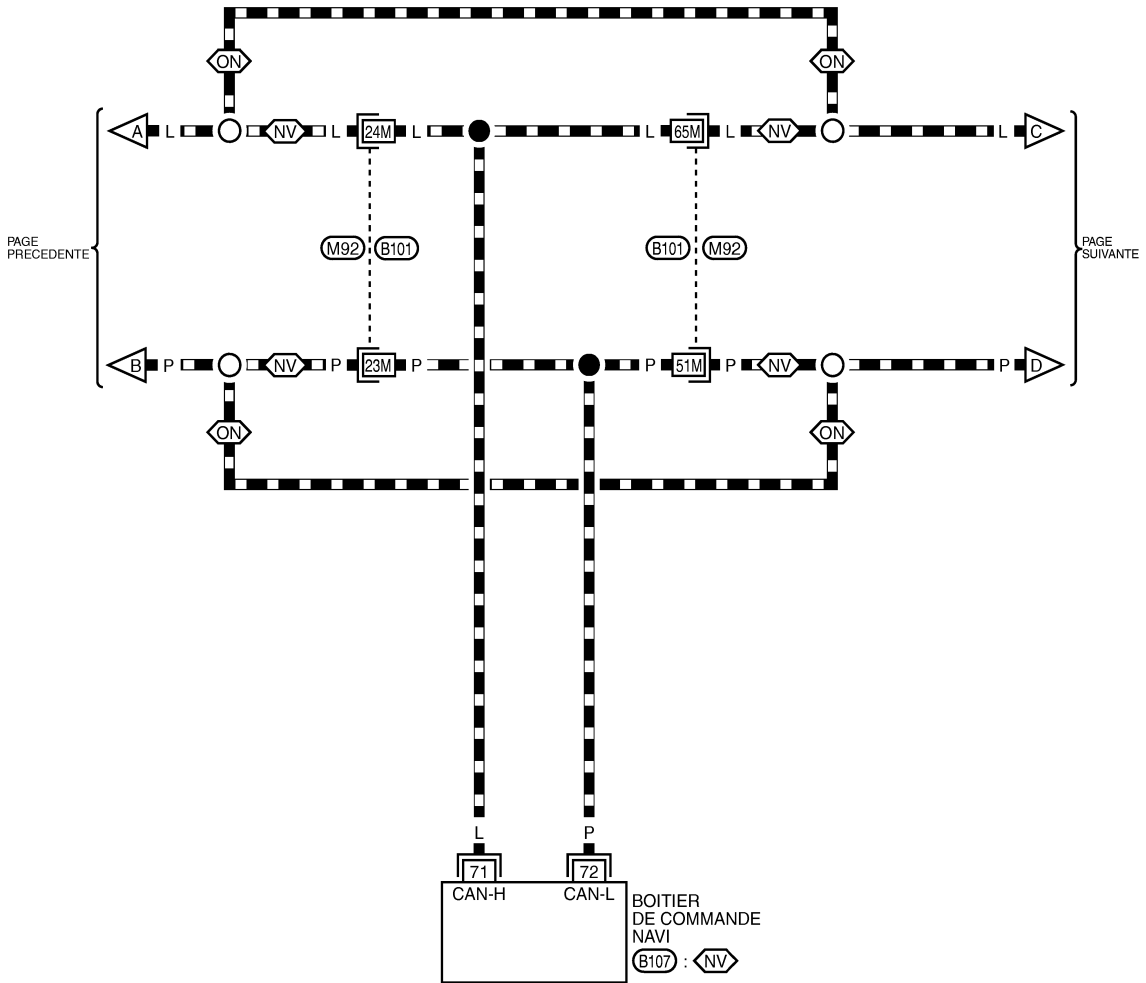 ON ON
A L NV L 24M L L 65M L NV L C
PAGE
PRECEDENTE
M92 B101 B101 M92
PAGE
SUIVANTE
B P NV P 23M P P 51M P NV P D
ON ON
L P
71 72
CAN-H CAN-L
BOITIER
DE COMMANDE
NAVI
B107 : NV